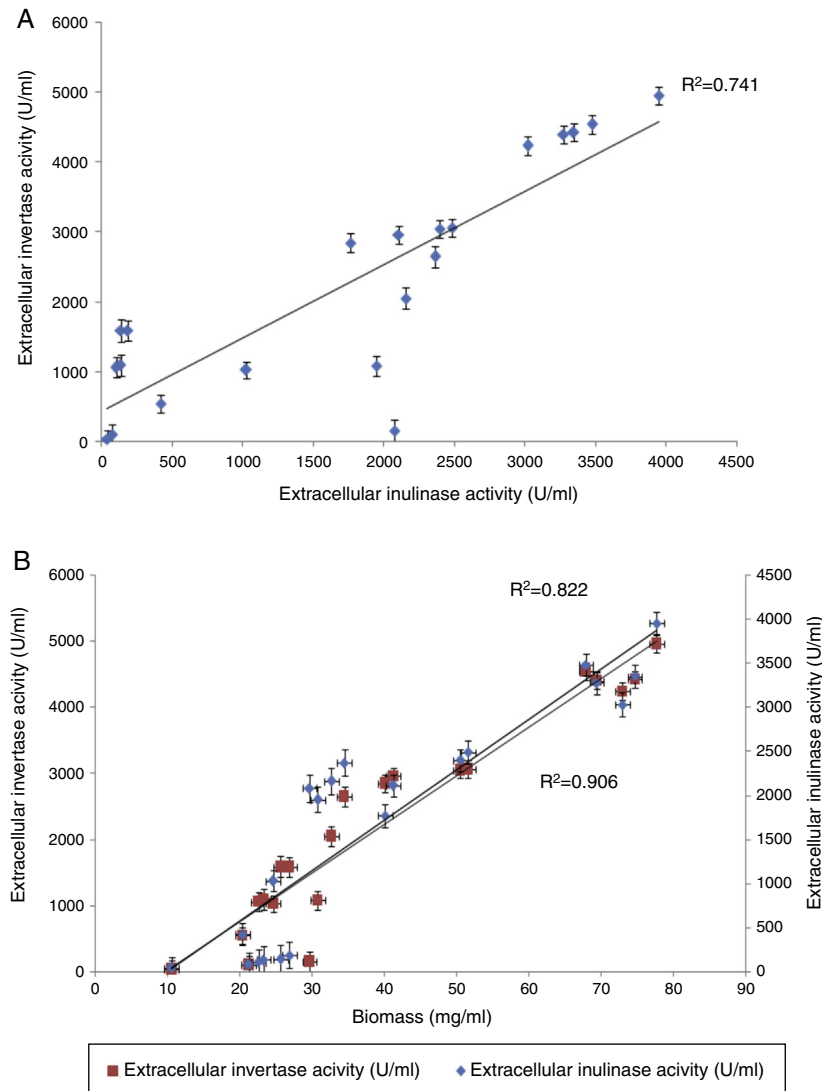 A
6000
5000
4000
3000
2000
1000
0
Extracellular invertase acivity (U/ml)
R²=0.741
0 500 1000 1500 2000 2500 3000 3500 4000 4500
Extracellular inulinase activity (U/ml)
B
6000
5000
4000
3000
2000
1000
0
Extracellular invertase acivity (U/ml)
R²=0.822
R²=0.906
4500
4000
3500
3000
2500
2000
1500
1000
500
0
Extracellular inulinase acivity (U/ml)
0 10 20 30 40 50 60 70 80 90
Biomass (mg/ml)
Extracellular invertase acivity (U/ml) Extracellular inulinase acivity (U/ml)